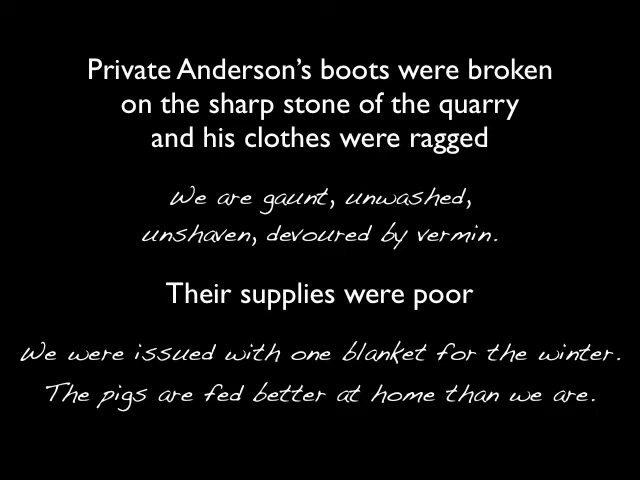 Private Anderson’s boots were broken
on the sharp stone of the quarry
and his clothes were ragged
We are gaunt, unwashed,
unshaven, devoured by vermin.
Their supplies were poor
We were issued with one blanket for the winter.
The pigs are fed better at home than we are.